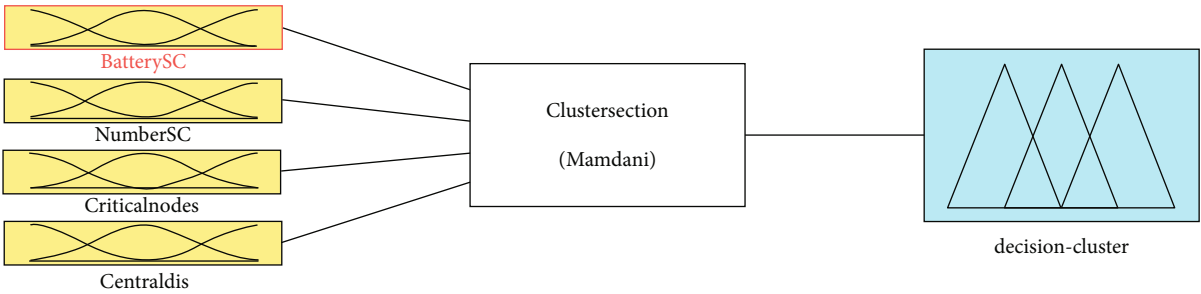 BatterySC
NumberSC
Criticalnodes
Centraldis
Clustersection
(Mamdani)
decision-cluster